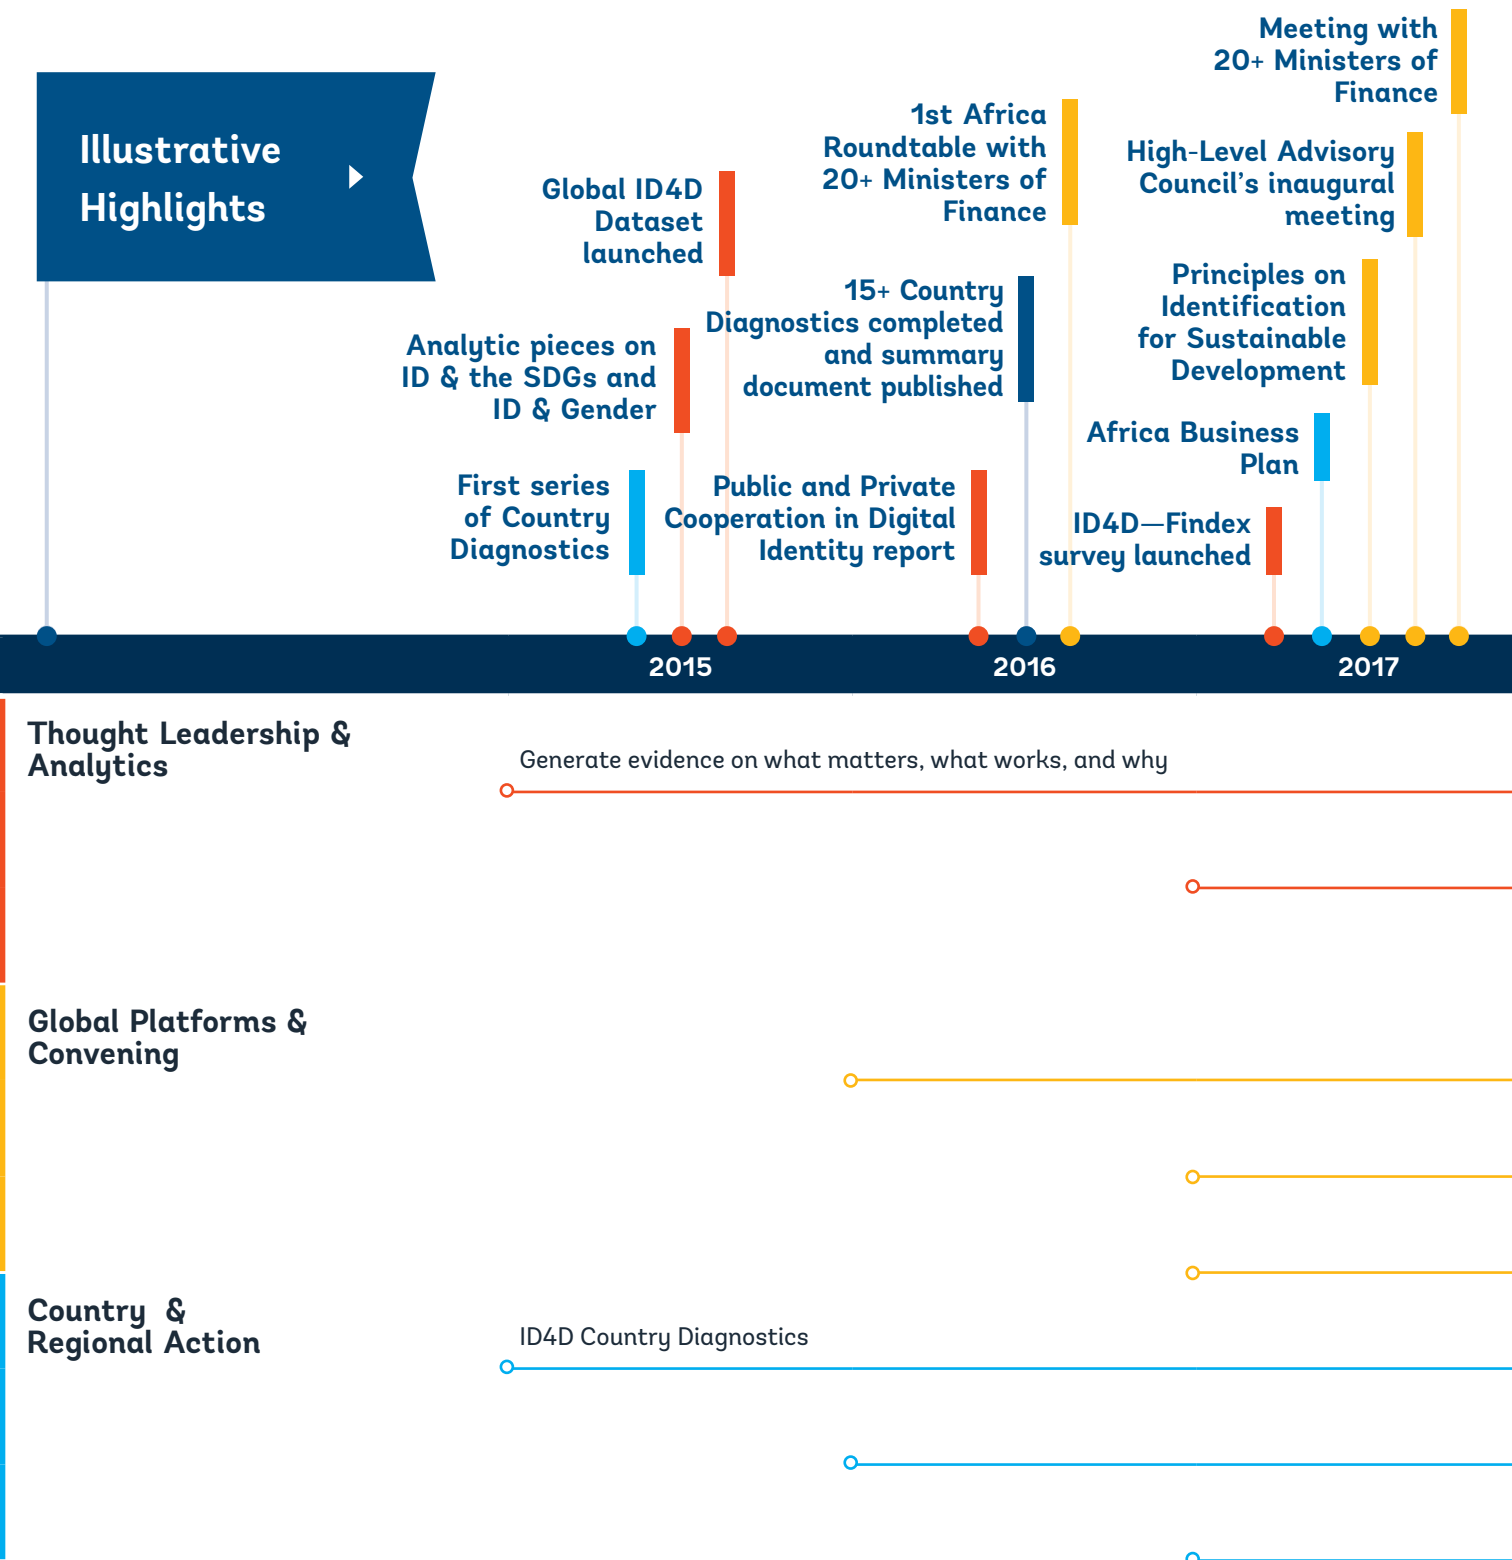 Illustrative
Highlights
First series
of Country
Diagnostics
Analytic pieces on
ID & the SDGs and
ID & Gender
Global ID4D
Dataset
launched
Public and Private
Cooperation in Digital
Identity report
15+ Country
Diagnostics completed
and summary
document published
1st Africa
Roundtable with
20+ Ministers of
Finance
ID4D—Findex
survey launched
Africa Business
Plan
Principles on
Identification
for Sustainable
Development
High-Level Advisory
Council’s inaugural
meeting
Meeting with
20+ Ministers of
Finance
2015
2016
2017
Thought Leadership &
Analytics
Generate evidence on what matters, what works, and why
Global Platforms &
Convening
Country &
Regional Action
ID4D Country Diagnostics